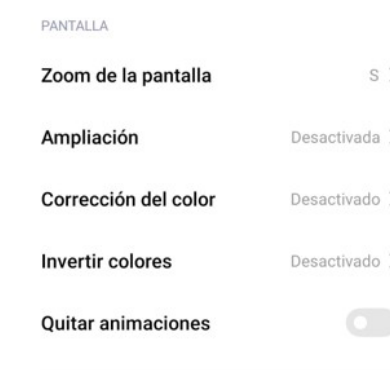 PANTALLA
Zoom de la pantalla S
Ampliación Desactivada
Corrección del color Desactivado
Invertir colores Desactivado
Quitar animaciones